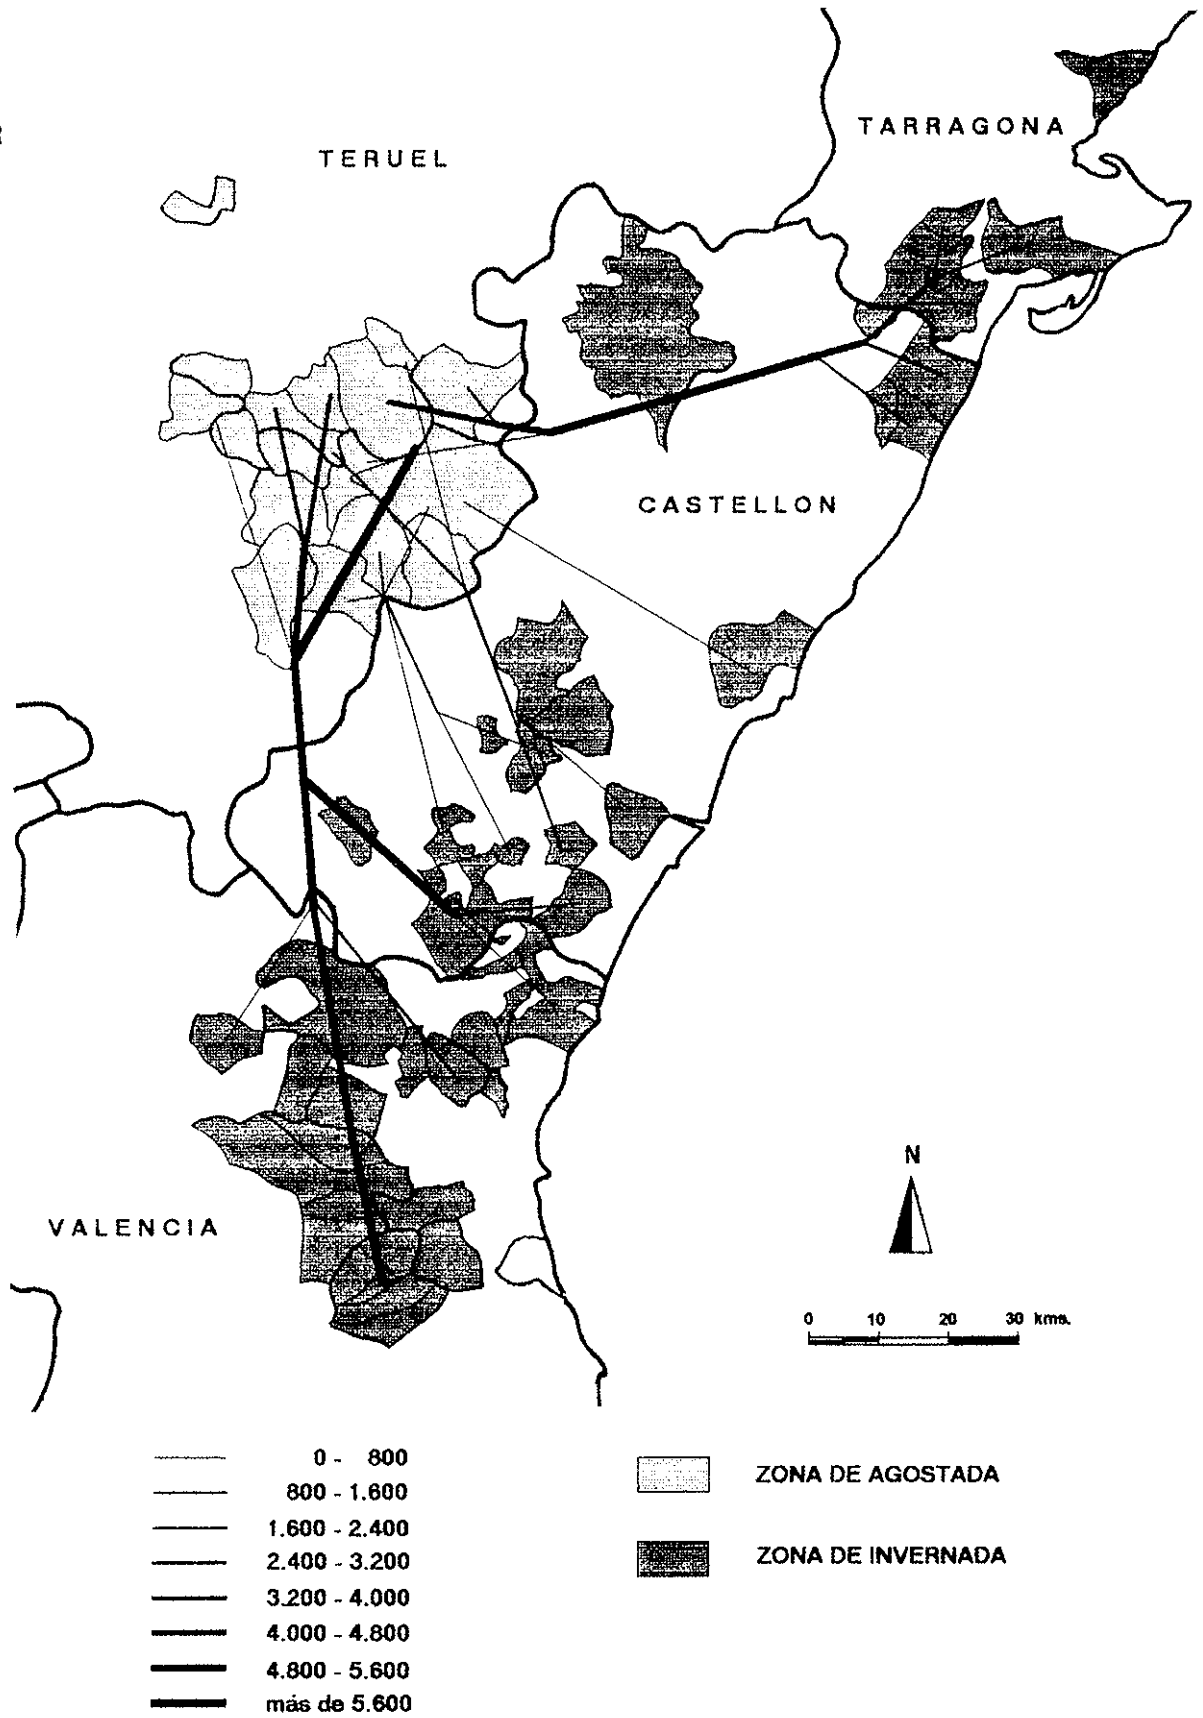 TERUEL
TARRAGONA
CASTELLON
VALENCIA
N
0 10 20 30 kms.
0 - 800
800 - 1.600
1.600 - 2.400
2.400 - 3.200
3.200 - 4.000
4.000 - 4.800
4.800 - 5.600
más de 5.600
ZONA DE AGOSTADA
ZONA DE INVERNADA